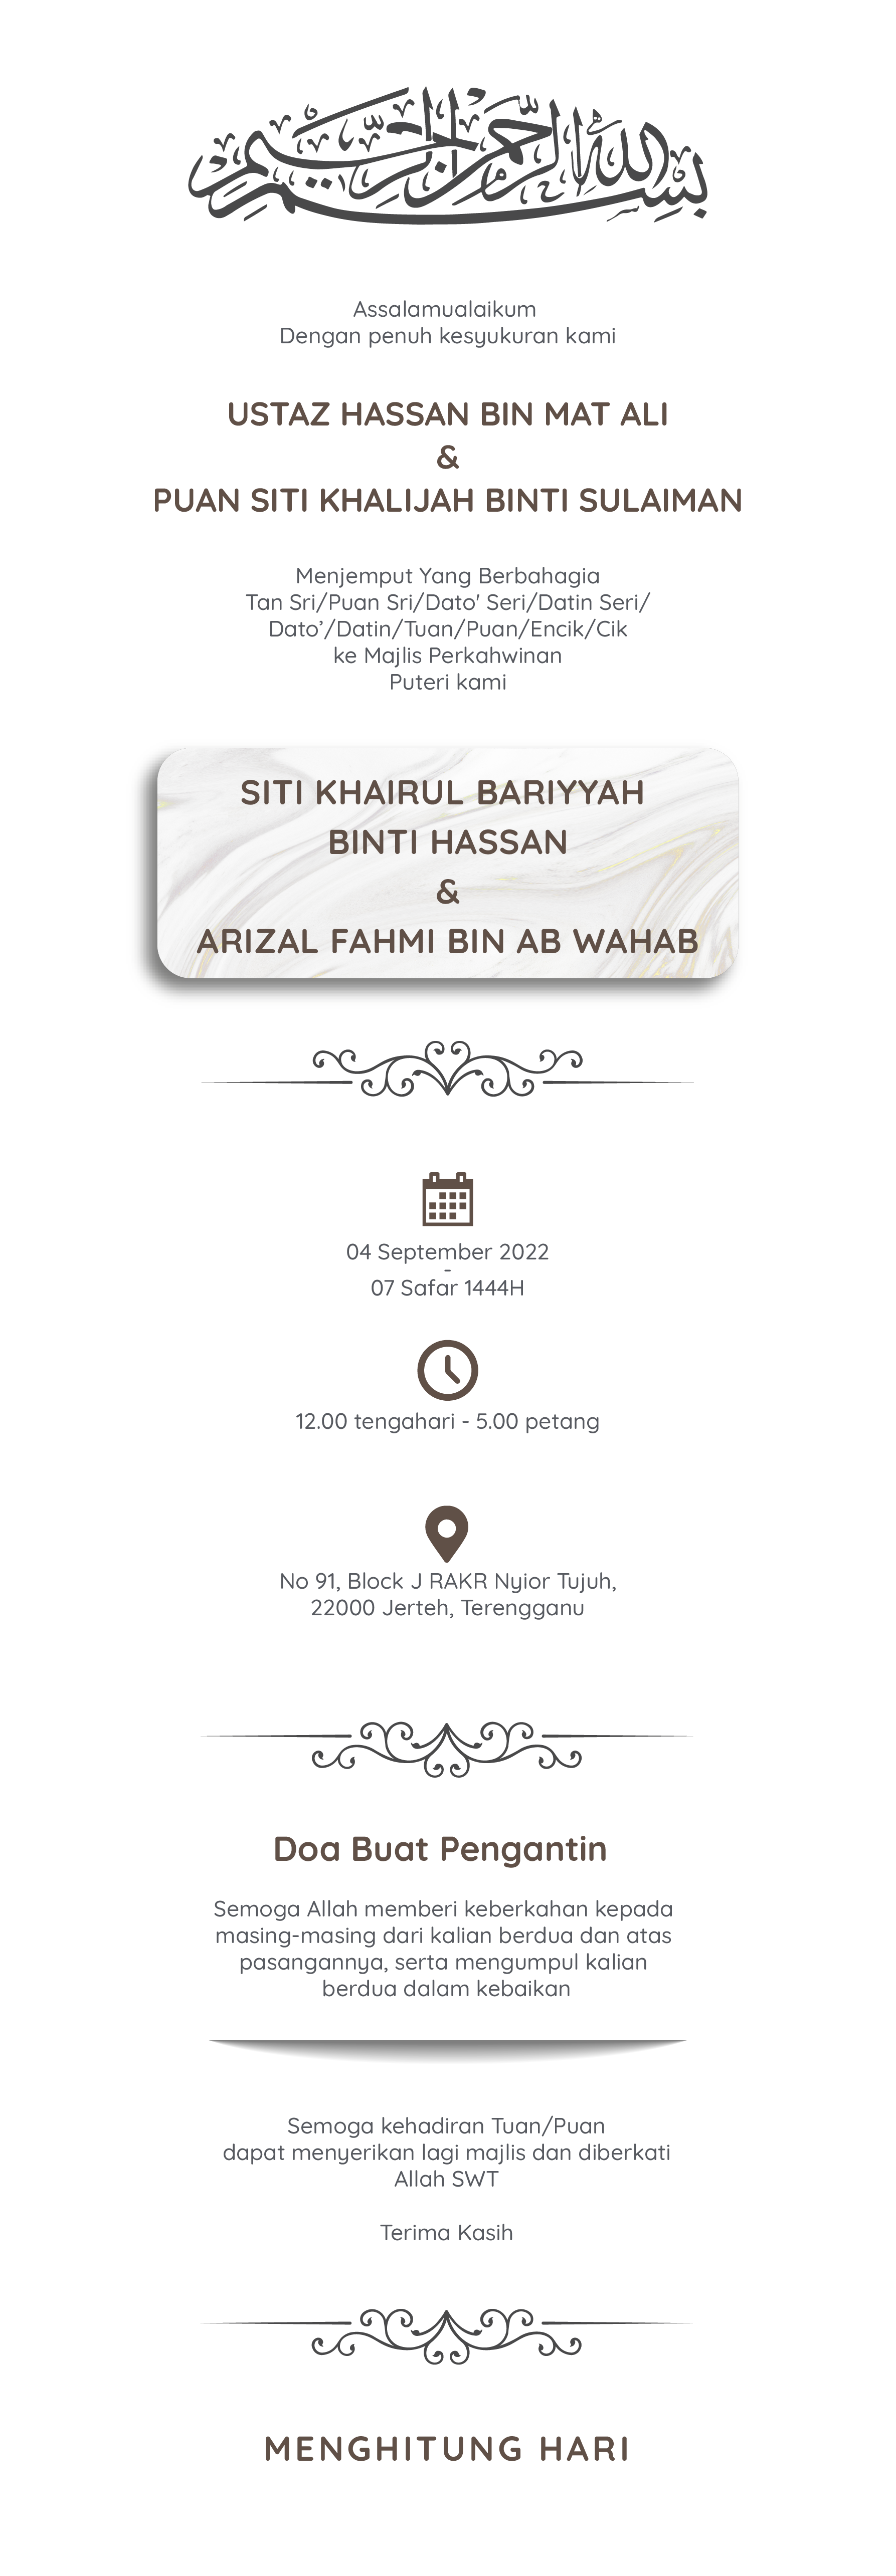 بسم الله الرحمن الرحيم
Assalamualaikum
Dengan penuh kesyukuran kami
USTAZ HASSAN BIN MAT ALI
&
PUAN SITI KHALIJAH BINTI SULAIMAN
Menjemput Yang Berbahagia
Tan Sri/Puan Sri/Dato' Seri/Datin Seri/
Dato’/Datin/Tuan/Puan/Encik/Cik
ke Majlis Perkahwinan
Puteri kami
SITI KHAIRUL BARIYYAH
BINTI HASSAN
&
ARIZAL FAHMI BIN AB WAHAB
04 September 2022
-
07 Safar 1444H
12.00 tengahari - 5.00 petang
No 91, Block J RAKR Nyior Tujuh,
22000 Jerteh, Terengganu
Doa Buat Pengantin
Semoga Allah memberi keberkahan kepada
masing-masing dari kalian berdua dan atas
pasangannya, serta mengumpul kalian
berdua dalam kebaikan
Semoga kehadiran Tuan/Puan
dapat menyerikan lagi majlis dan diberkati
Allah SWT
Terima Kasih
MENGHITUNG HARI